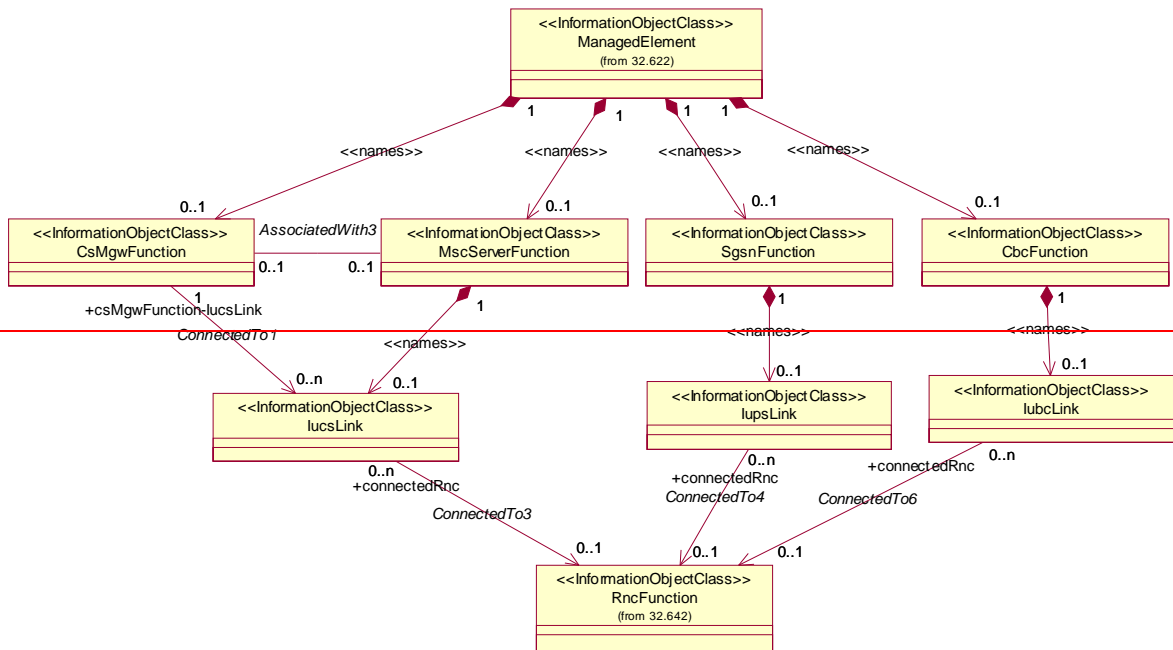 <<InformationObjectClass>>
ManagedElement
(from 32.622)
1
1
1
1
<<names>>
<<names>>
<<names>>
<<names>>
0..1
0..1
0..1
0..1
<<InformationObjectClass>>
CsMgwFunction
AssociatedWith3
0..1
0..1
<<InformationObjectClass>>
MscServerFunction
<<InformationObjectClass>>
SgsnFunction
<<InformationObjectClass>>
CbcFunction
1
+csMgwFunction-IucsLink
ConnectedTo1
0..n
1
<<names>>
0..1
1
<<names>>
0..1
1
<<names>>
0..1
<<InformationObjectClass>>
IucsLink
<<InformationObjectClass>>
IupsLink
<<InformationObjectClass>>
IubcLink
0..n
+connectedRnc
ConnectedTo3
0..1
0..n
+connectedRnc
ConnectedTo4
0..1
0..n
+connectedRnc
ConnectedTo6
0..1
<<InformationObjectClass>>
RncFunction
(from 32.642)